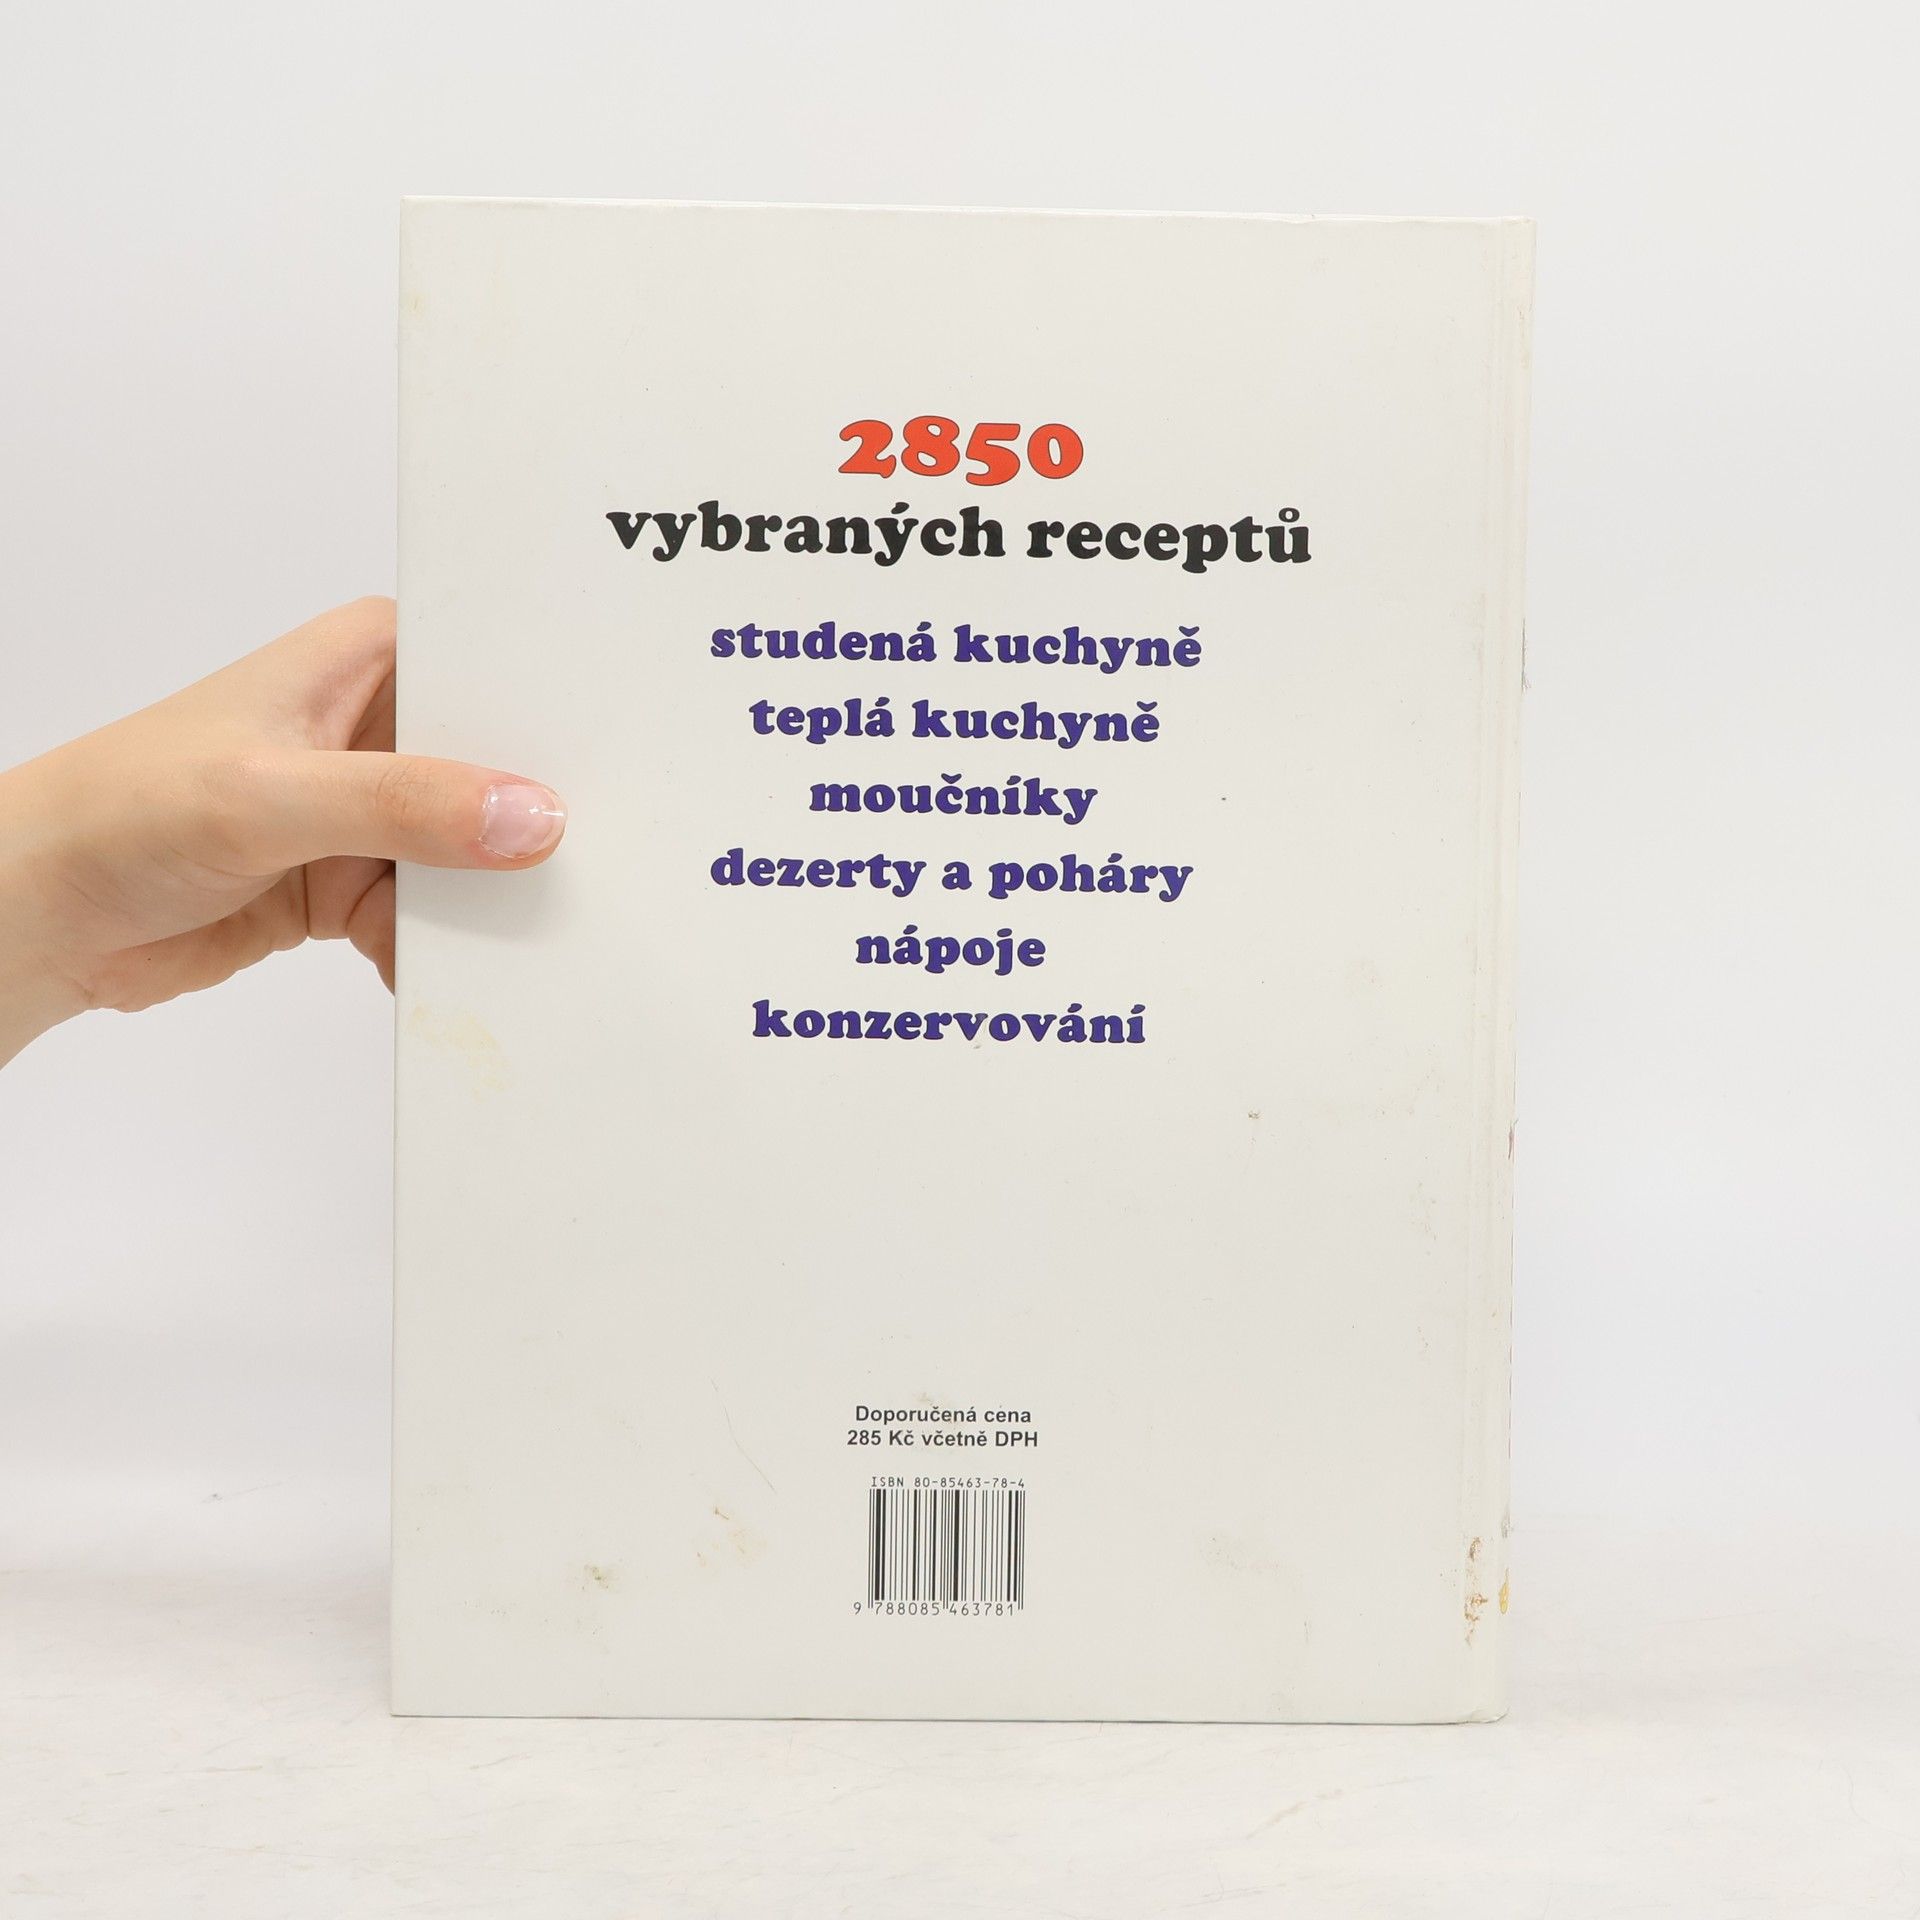 2850
vybraných receptů
studená kuchyně
teplá kuchyně
moučníky
dezerty a poháry
nápoje
konzervování
Doporučená cena
285 Kč včetně DPH
ISBN 80-85463-78-4
9 788085 463781